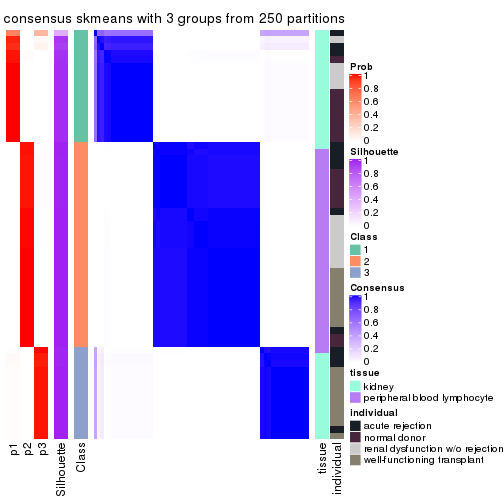 consensus skmeans with 3 groups from 250 partitions
Prob
1
0.8
0.6
0.4
0.2
0
Silhouette
1
0.8
0.6
0.4
0.2
0
Class
1
2
3
Consensus
1
0.8
0.6
0.4
0.2
0
tissue
kidney
peripheral blood lymphocyte
individual
acute rejection
normal donor
renal dysfunction w/o rejection
well-functioning transplant
p1
p2
p3
Silhouette
Class
tissue
individual